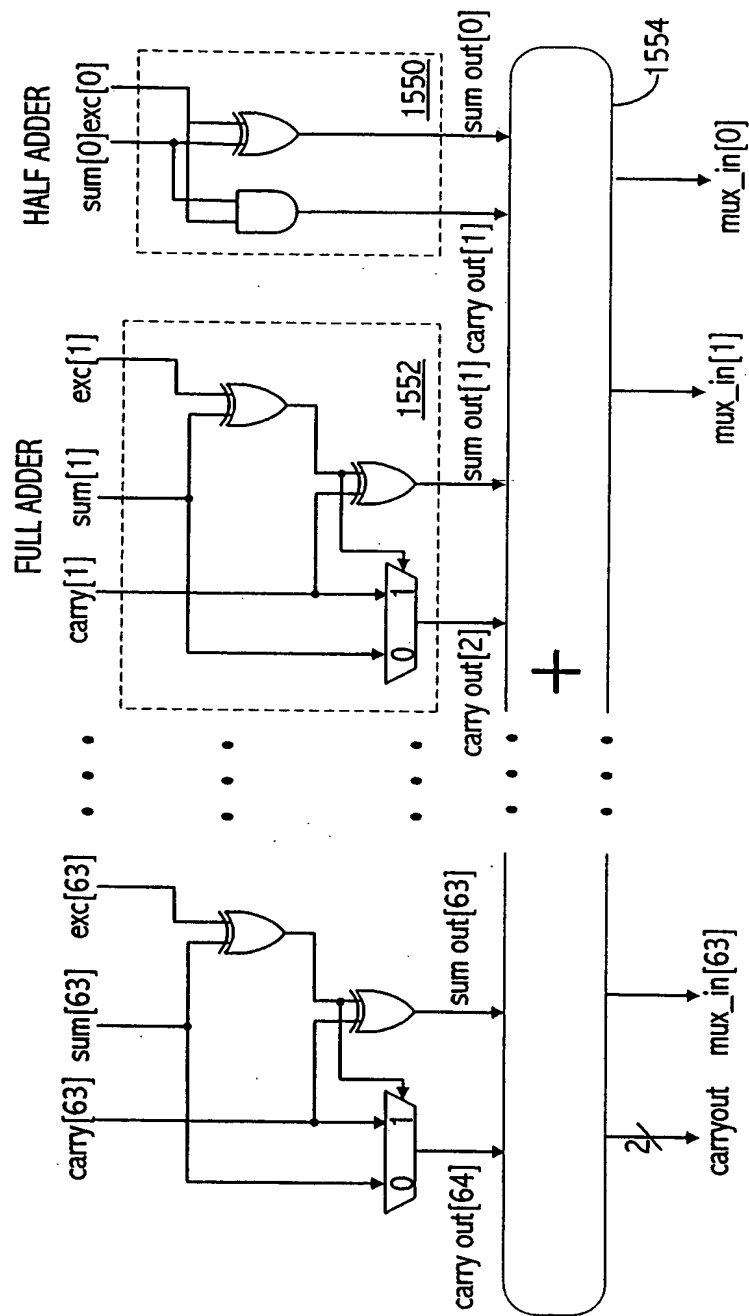 FULL ADDER
HALF ADDER
carry[63]
sum[63]
exc[63]
carry[1]
sum[1]
exc[1]
sum[0]
exc[0]
0
1
0
1
1552
1550
carry out[64]
sum out[63]
carry out[2]
sum out[1]
carry out[1]
sum out[0]
+
1554
2
carryout
mux_in[63]
mux_in[1]
mux_in[0]